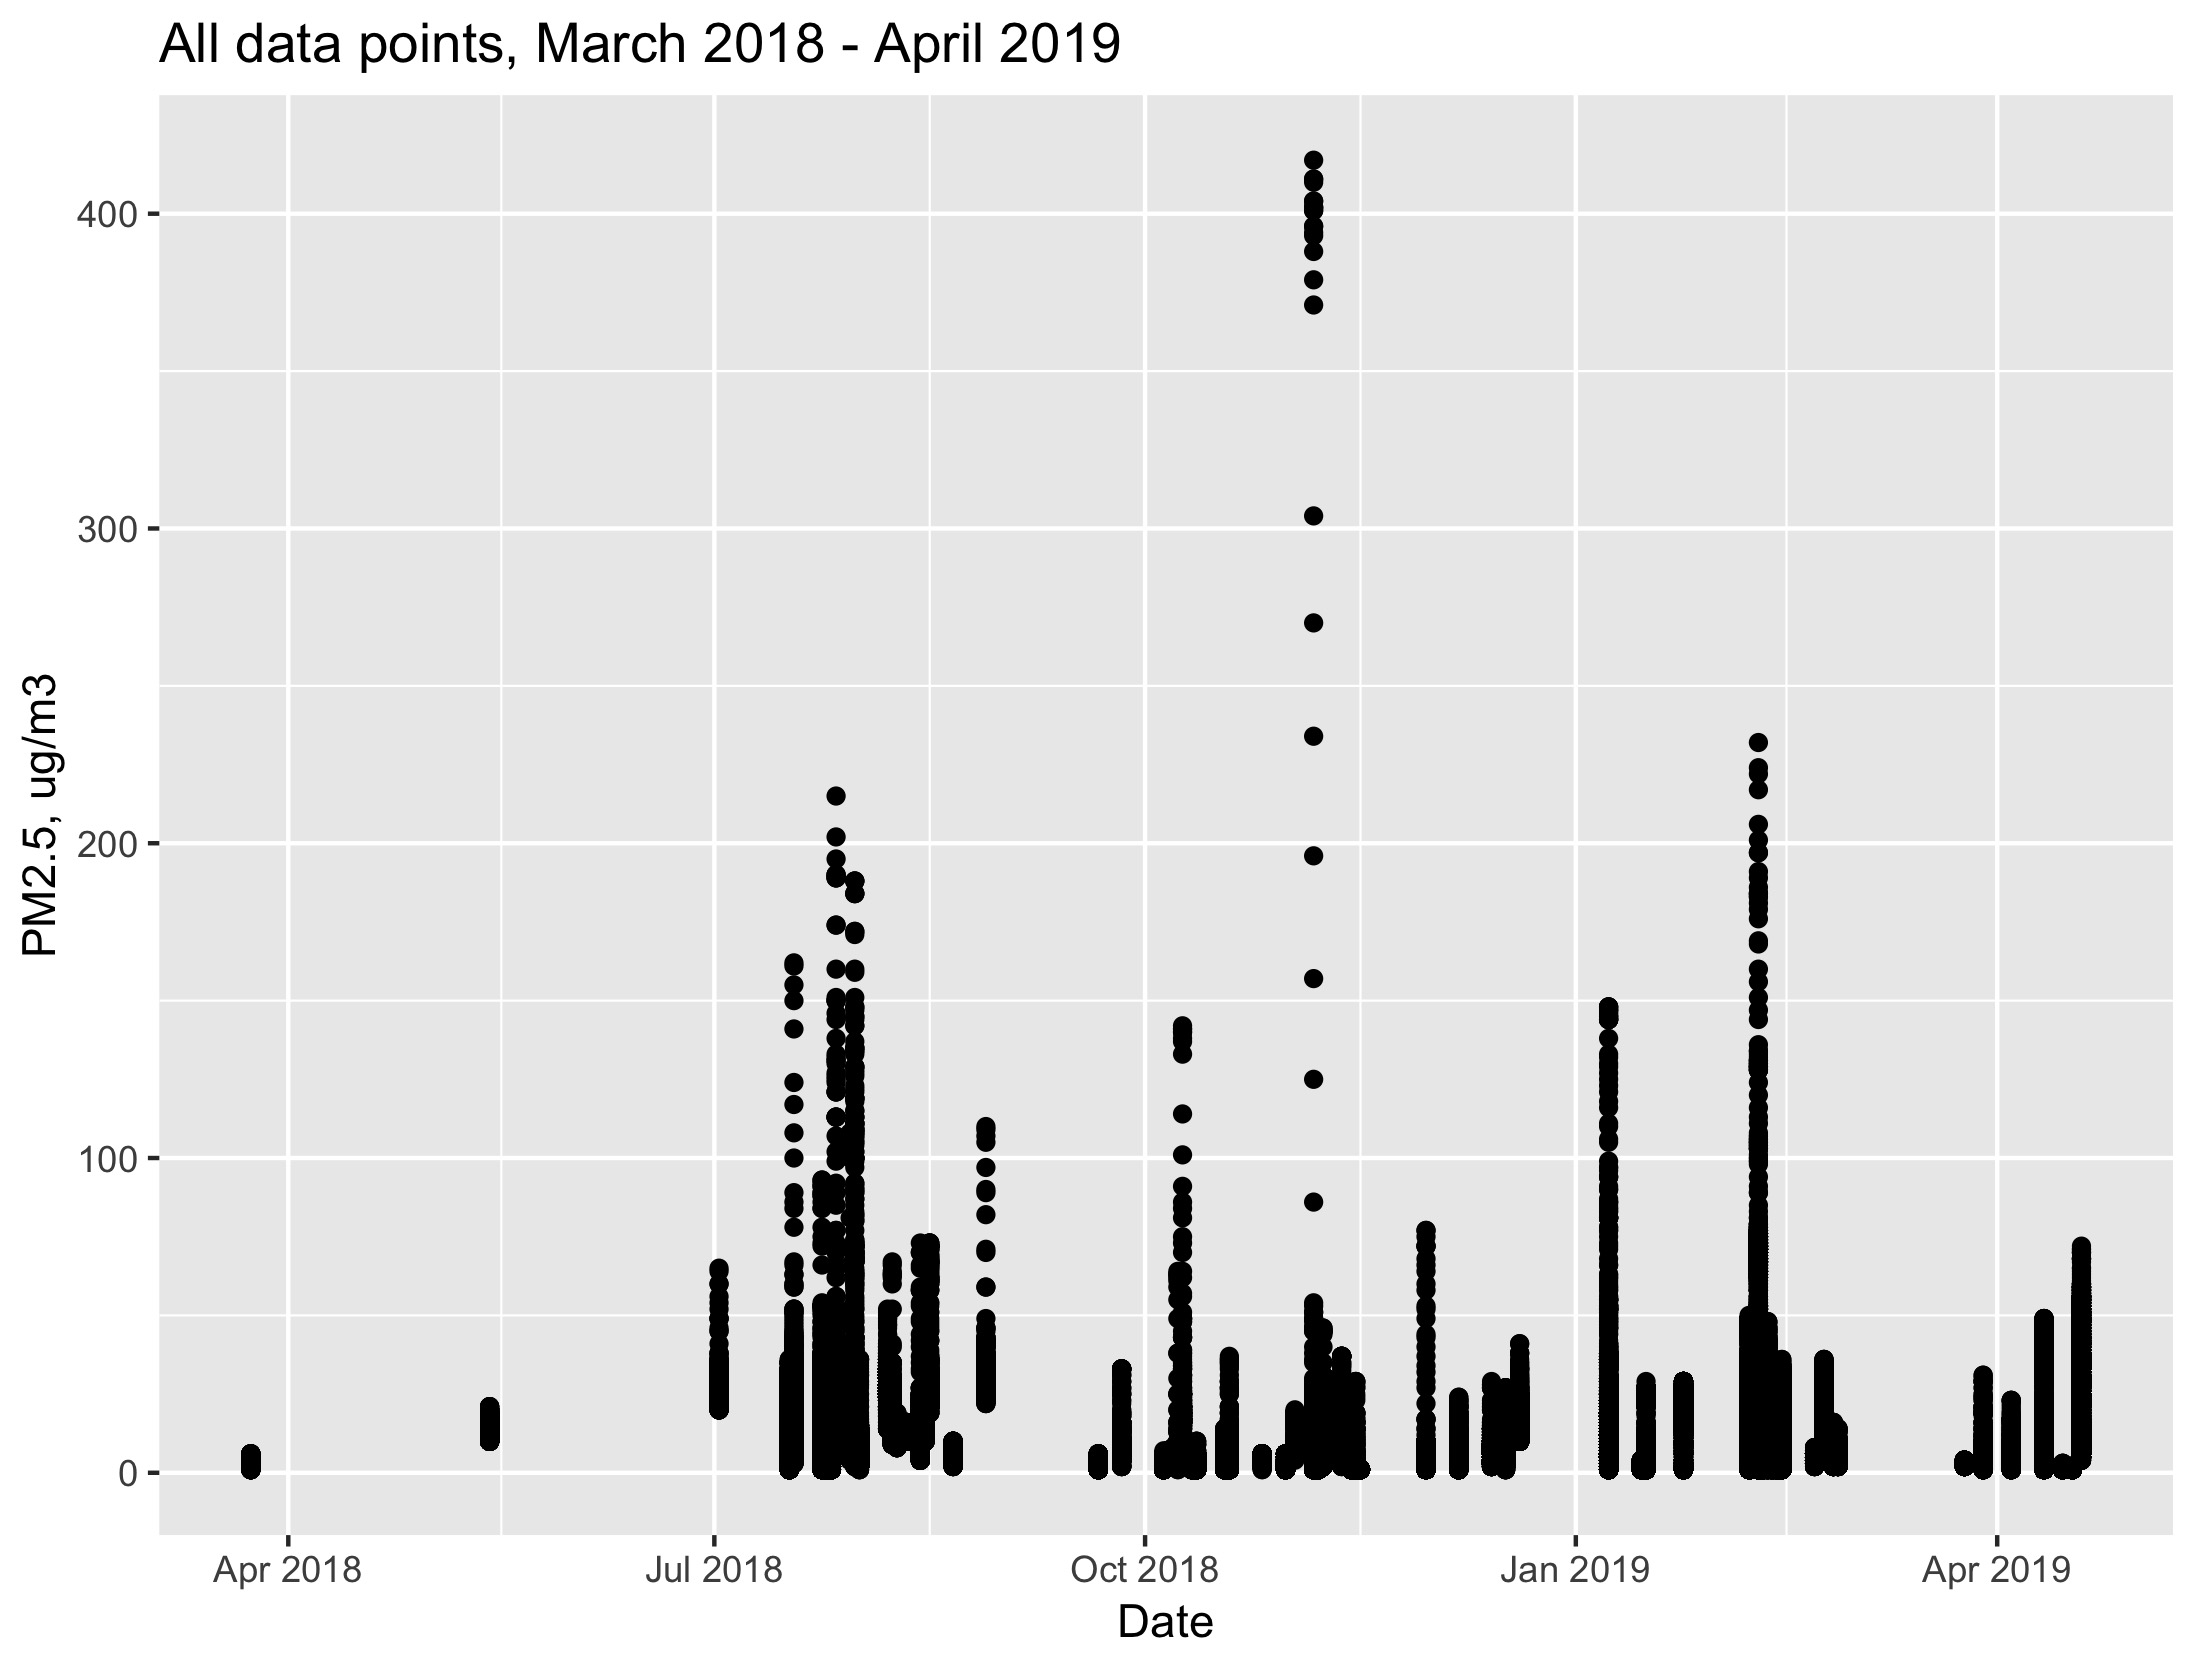 All data points, March 2018 - April 2019
PM2.5, ug/m3
400
300
200
100
0
Apr 2018
Jul 2018
Oct 2018
Jan 2019
Apr 2019
Date